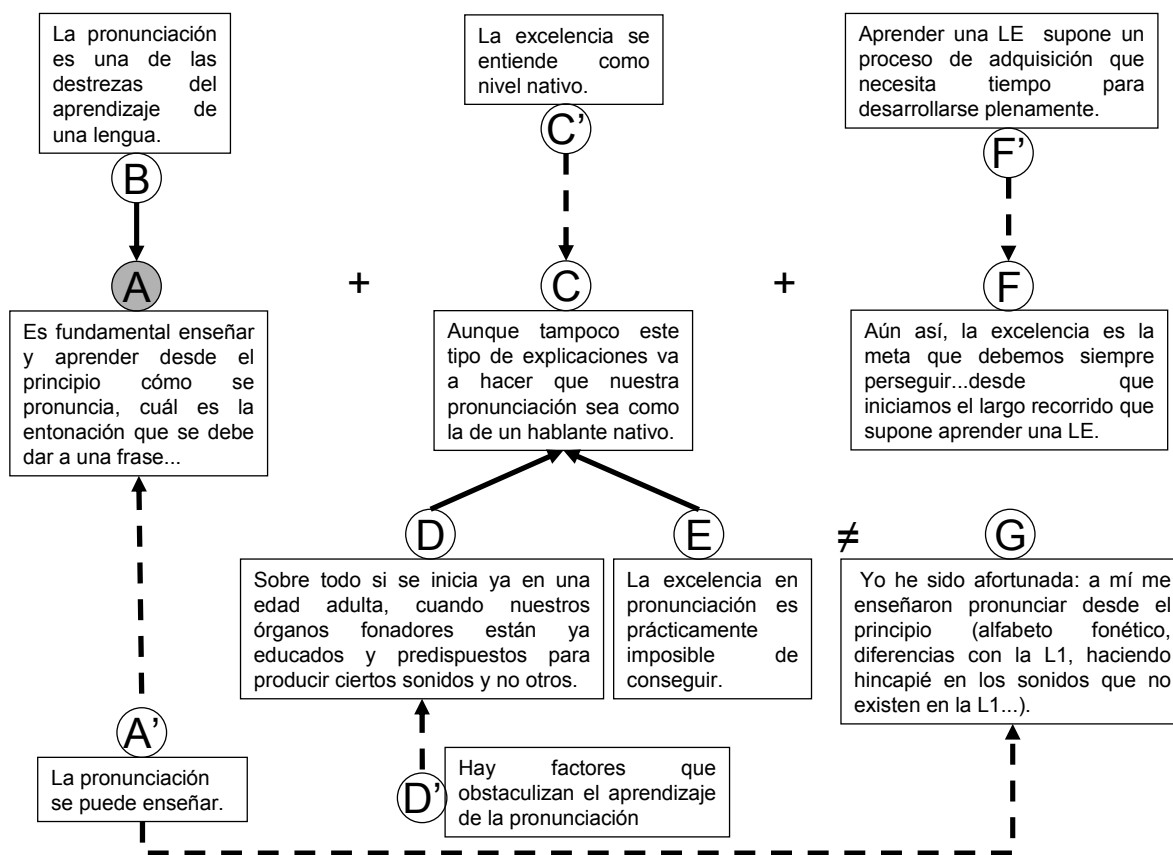 La pronunciación
es una de las
destrezas del
aprendizaje de
una lengua.
B
La excelencia se
entiende como
nivel nativo.
C'
Aprender una LE supone un
proceso de adquisición que
necesita tiempo para
desarrollarse plenamente.
F'
A
+
C
+
F
Es fundamental enseñar
y aprender desde el
principio cómo se
pronuncia, cuál es la
entonación que se debe
dar a una frase...
Aunque tampoco este
tipo de explicaciones va
a hacer que nuestra
pronunciación sea como
la de un hablante nativo.
Aún así, la excelencia es la
meta que debemos siempre
perseguir...desde que
iniciamos el largo recorrido que
supone aprender una LE.
D
E
≠
G
Sobre todo si se inicia ya en una
edad adulta, cuando nuestros
órganos fonadores están ya
educados y predispuestos para
producir ciertos sonidos y no otros.
La excelencia en
pronunciación es
prácticamente
imposible de
conseguir.
Yo he sido afortunada: a mí me
enseñaron pronunciar desde el
principio (alfabeto fonético,
diferencias con la L1, haciendo
hincapié en los sonidos que no
existen en la L1...).
A'
La pronunciación
se puede enseñar.
D'
Hay factores que
obstaculizan el aprendizaje
de la pronunciación